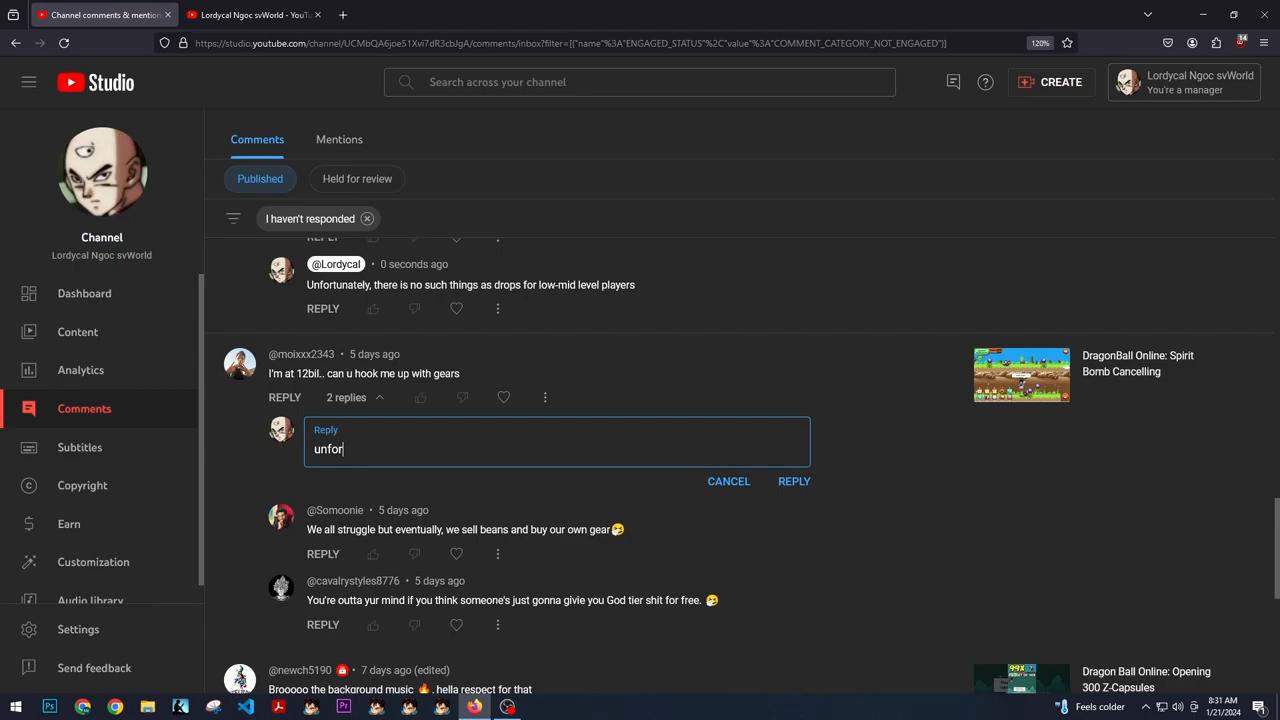 Channel comments & mention
Lordycal Ngoc svWorld - YouTu
https://studio.youtube.com/channel/UCMbQA6joe51Xvi7dR3cbJgA/comments/inbox?filter=[{"name"%3A"ENGAGED_STATUS"%2C"value"%3A"COMMENT_CATEGORY_NOT_ENGAGED"}]
120%
14
Studio
Search across your channel
CREATE
Lordycal Ngoc svWorld
You're a manager
Channel
Lordycal Ngoc svWorld
Dashboard
Content
Analytics
Comments
Subtitles
Copyright
Earn
Customization
Audio library
Settings
Send feedback
Comments
Mentions
Published
Held for review
I haven't responded
REPLY
@Lordycal • 0 seconds ago
Unfortunately, there is no such things as drops for low-mid level players
REPLY
@moixxx2343 • 5 days ago
I'm at 12bil.. can u hook me up with gears
REPLY 2 replies
Reply
unfor
CANCEL REPLY
@Somoonie • 5 days ago
We all struggle but eventually, we sell beans and buy our own gear🤧
REPLY
@cavalrystyles8776 • 5 days ago
You're outta yur mind if you think someone's just gonna givie you God tier shit for free. 🤧
REPLY
@newch5190 • 7 days ago (edited)
Brooooo the background music 🔥, hella respect for that
DragonBall Online: Spirit
Bomb Cancelling
Dragon Ball Online: Opening
300 Z-Capsules
Feels cooler
8:31 AM
1/21/2024